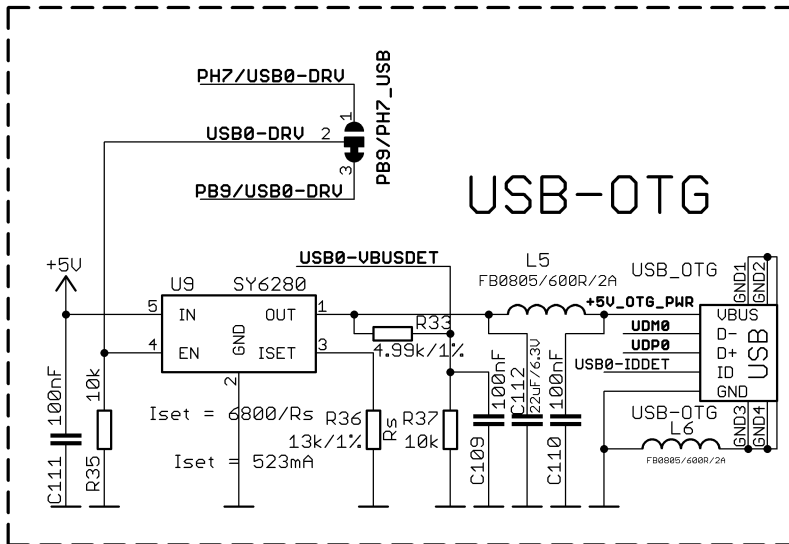 PH7/USB0-DRV
1
USB0-DRV 2
3
PB9/PH7_USB
PB9/USB0-DRV
USB-OTG
+5V
U9 SY6280
USB0-VBUSDET
L5
FB0805/600R/2A
USB_OTG
GND1
GND2
+5V_OTG_PWR
5 IN OUT 1
4 EN ISET 3
GND
2
R33
4.99k/1%
VBUS
UDM0 D-
UDP0 D+
USB0-IDDET ID
GND
USB
USB-OTG
GND3
GND4
L6
FB0805/600R/2A
C111
100nF
R35
10k
Iset = 6800/Rs
Iset = 523mA
R36
13k/1%
Rs
R37
10k
C109
100nF
C112
22uF/6.3V
C110
100nF